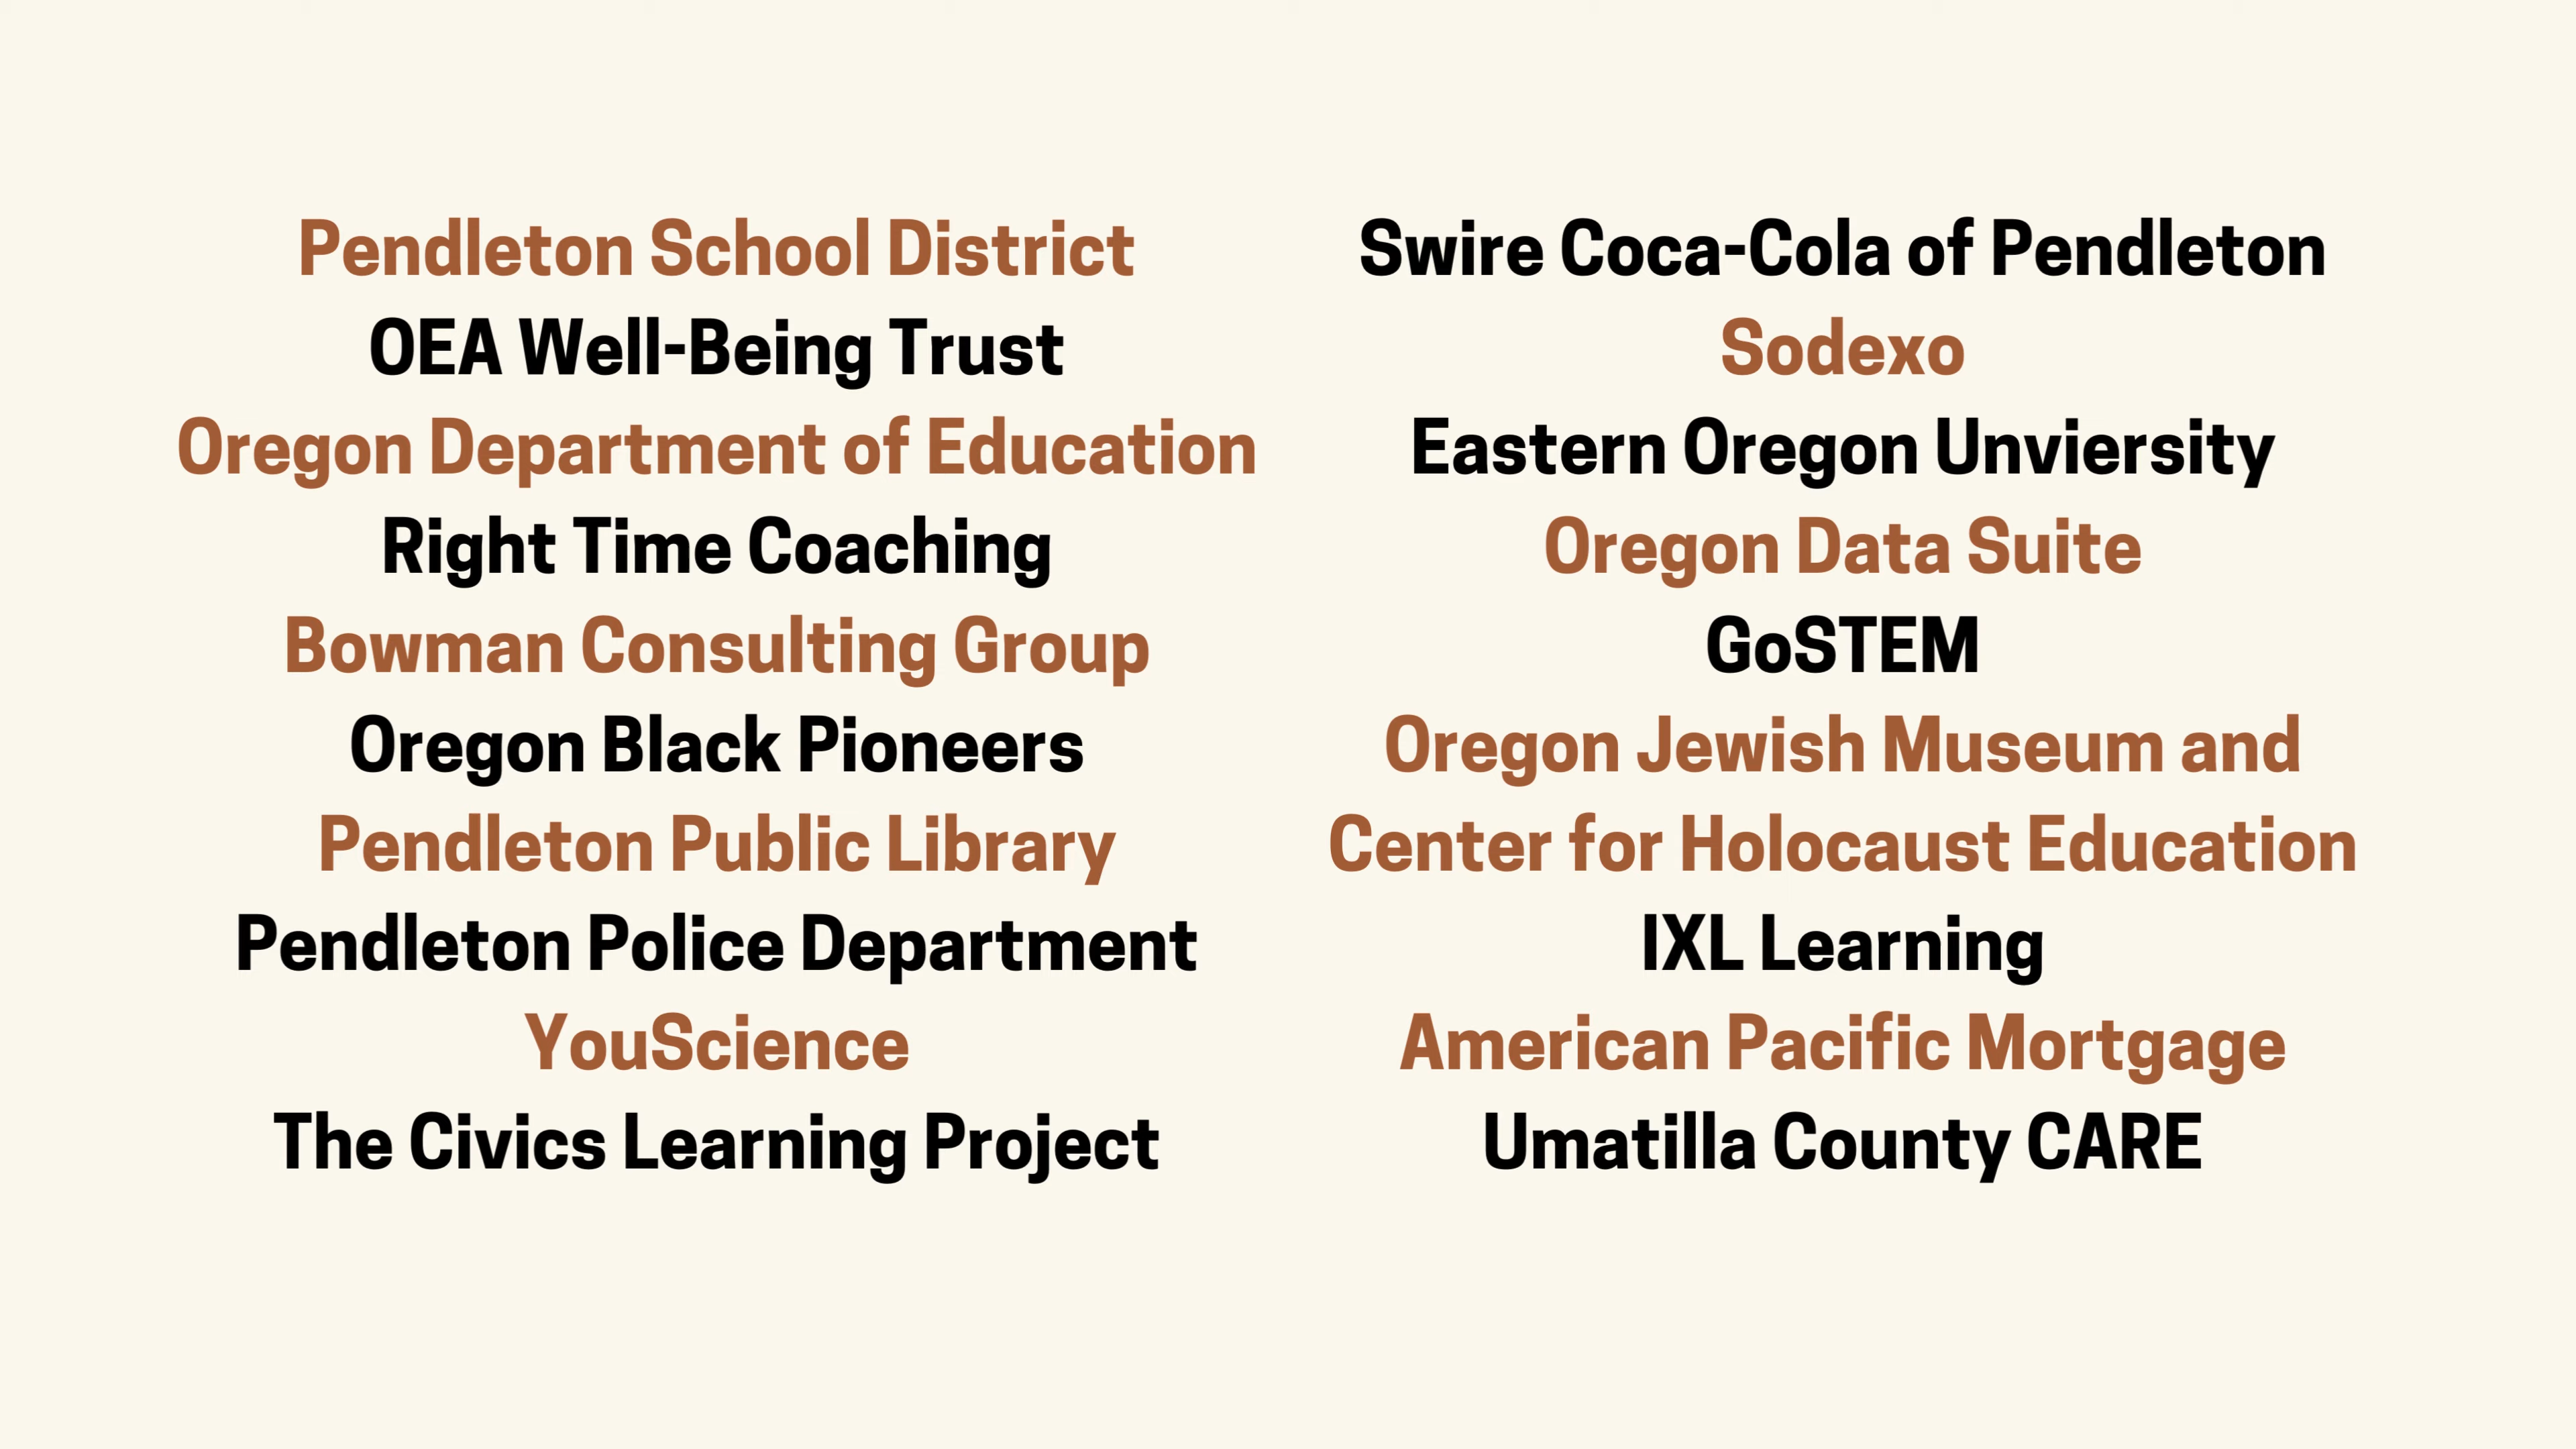 Pendleton School District
OEA Well-Being Trust
Oregon Department of Education
Right Time Coaching
Bowman Consulting Group
Oregon Black Pioneers
Pendleton Public Library
Pendleton Police Department
YouScience
The Civics Learning Project
Swire Coca-Cola of Pendleton
Sodexo
Eastern Oregon Unviersity
Oregon Data Suite
GoSTEM
Oregon Jewish Museum and
Center for Holocaust Education
IXL Learning
American Pacific Mortgage
Umatilla County CARE